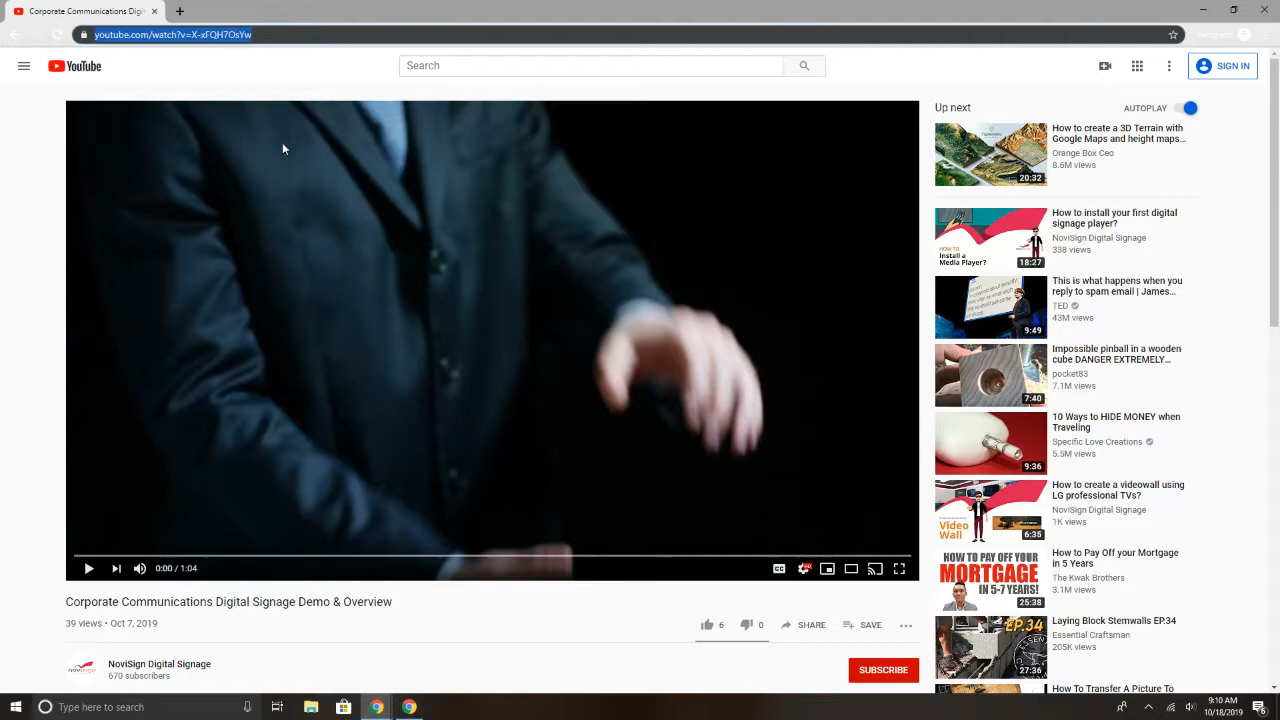 Corporate Communications Digit
youtube.com/watch?v=X-xFQH7OsYw
YouTube
Search
SIGN IN
Up next
AUTOPLAY
20:32
How to create a 3D Terrain with
Google Maps and height maps...
Orange Box Ceo
8.6M views
HOW TO
Install a
Media Player?
18:27
How to install your first digital
signage player?
NoviSign Digital Signage
338 views
9:49
This is what happens when you
reply to spam email | James...
TED
43M views
7:40
Impossible pinball in a wooden
cube DANGER EXTREMELY...
pocket83
7.1M views
9:36
10 Ways to HIDE MONEY when
Traveling
Specific Love Creations
5.5M views
Video
Wall
6:35
How to create a videowall using
LG professional TVs?
NoviSign Digital Signage
1K views
HOW TO PAY OFF YOUR
MORTGAGE
IN 5-7 YEARS!
25:38
How to Pay Off your Mortgage
in 5 Years
The Kwak Brothers
3.1M views
EP.34
27:36
Laying Block Stemwalls EP.34
Essential Craftsman
205K views
How To Transfer A Picture To
0:00 / 1:04
CC
Corporate Communications Digital Signage Demo & Overview
39 views • Oct 7, 2019
6
0
SHARE
SAVE
novisign
NoviSign Digital Signage
670 subscribers
SUBSCRIBE
Type here to search
9:10 AM
10/18/2019